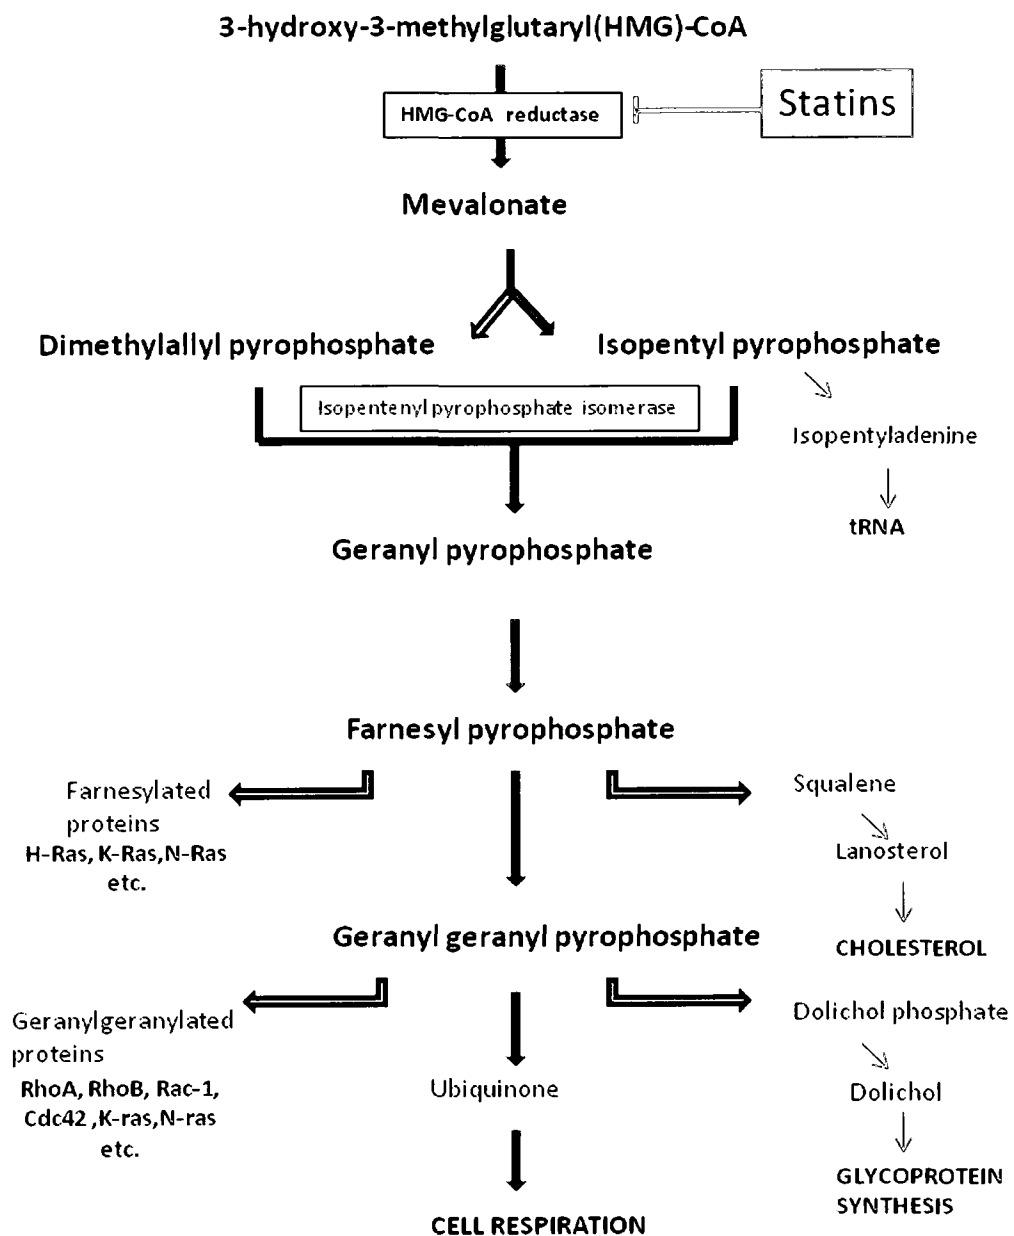 3-hydroxy-3-methylglutaryl(HMG)-CoA
HMG-CoA reductase
Statins
Mevalonate
Dimethylallyl pyrophosphate
Isopentyl pyrophosphate
Isopentenyl pyrophosphate isomerase
Isopentyladenine
tRNA
Geranyl pyrophosphate
Farnesyl pyrophosphate
Farnesylated
proteins
H-Ras, K-As,N-Ras
etc.
Squalene
Lanosterol
CHOLESTEROL
Geranyl geranyl pyrophosphate
Geranylgeranylated
proteins
RhoA, RhoB, Rac-1,
Cdc42 ,K-ras,N-ras
etc.
Ubiquinone
CELL RESPIRATION
Dolichol phosphate
Dolichol
GLYCOPROTEIN
SYNTHESIS